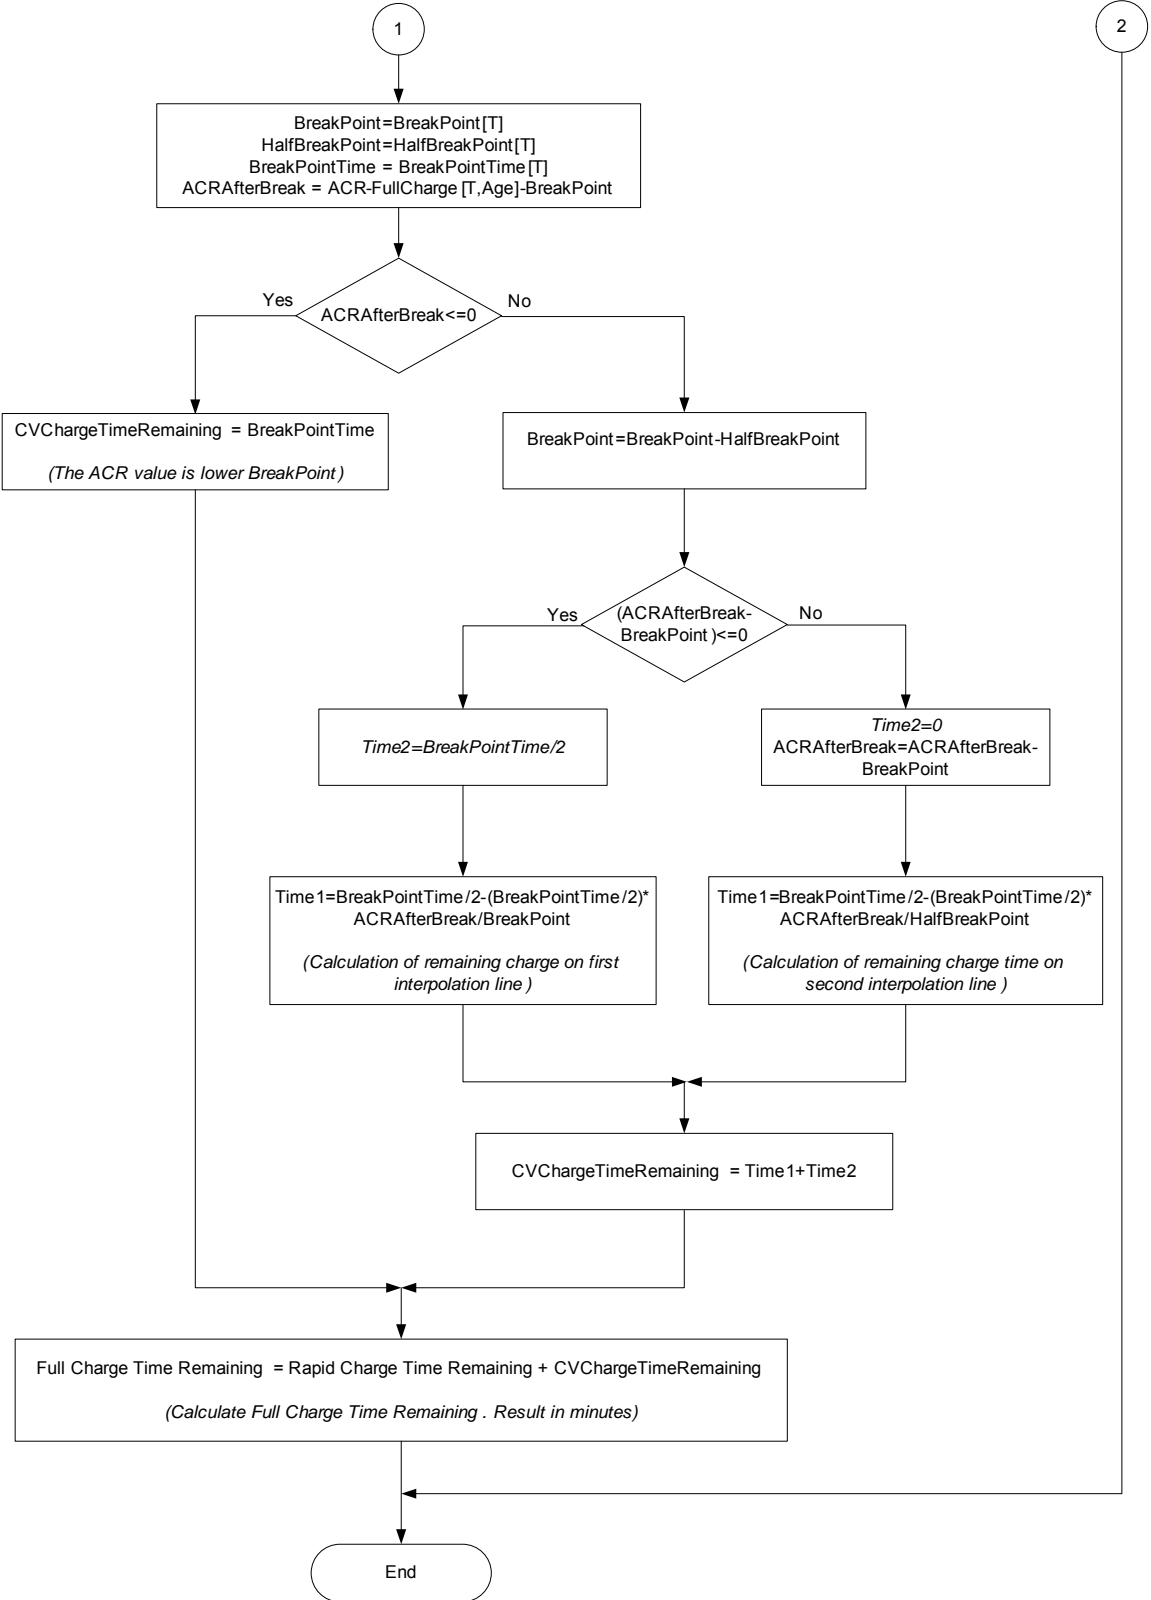 1
2
BreakPoint=BreakPoint[T]
HalfBreakPoint=HalfBreakPoint[T]
BreakPointTime = BreakPointTime[T]
ACRAfterBreak = ACR-FullCharge[T,Age]-BreakPoint
Yes
No
ACRAfterBreak<=0
CVChargeTimeRemaining = BreakPointTime
(The ACR value is lower BreakPoint)
BreakPoint=BreakPoint-HalfBreakPoint
Yes
No
(ACRAfterBreak-
BreakPoint)<=0
Time2=BreakPointTime/2
Time2=0
ACRAfterBreak=ACRAfterBreak-
BreakPoint
Time1=BreakPointTime/2-(BreakPointTime/2)*
ACRAfterBreak/BreakPoint
(Calculation of remaining charge on first
interpolation line)
Time1=BreakPointTime/2-(BreakPointTime/2)*
ACRAfterBreak/HalfBreakPoint
(Calculation of remaining charge time on
second interpolation line)
CVChargeTimeRemaining = Time1+Time2
Full Charge Time Remaining = Rapid Charge Time Remaining + CVChargeTimeRemaining
(Calculate Full Charge Time Remaining. Result in minutes)
End